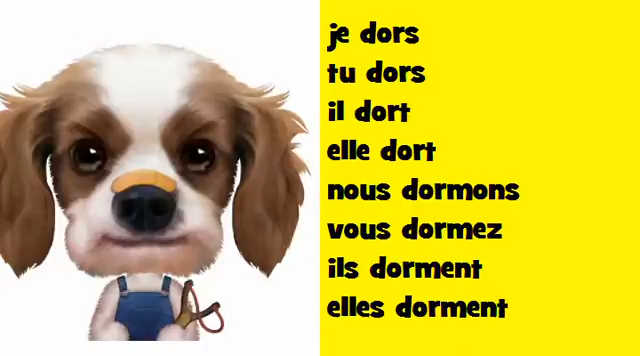 je dors
tu dors
il dort
elle dort
nous dormons
vous dormez
ils dorment
elles dorment